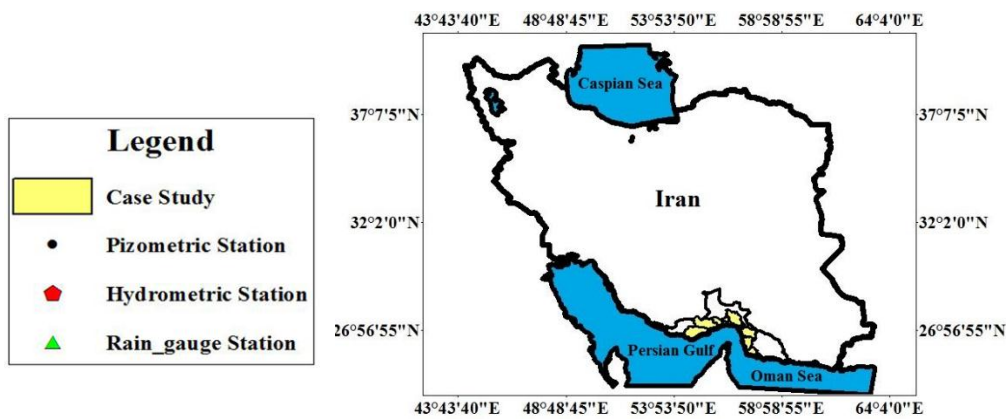 Legend
Case Study
Pizometric Station
Hydrometric Station
Rain_gauge Station
43°43'40"E 48°48'45"E 53°53'50"E 58°58'55"E 64°4'0"E
Caspian Sea
37°7'5"N 37°7'5"N
Iran
32°2'0"N 32°2'0"N
26°56'55"N 26°56'55"N
Persian Gulf
Oman Sea
43°43'40"E 48°48'45"E 53°53'50"E 58°58'55"E 64°4'0"E